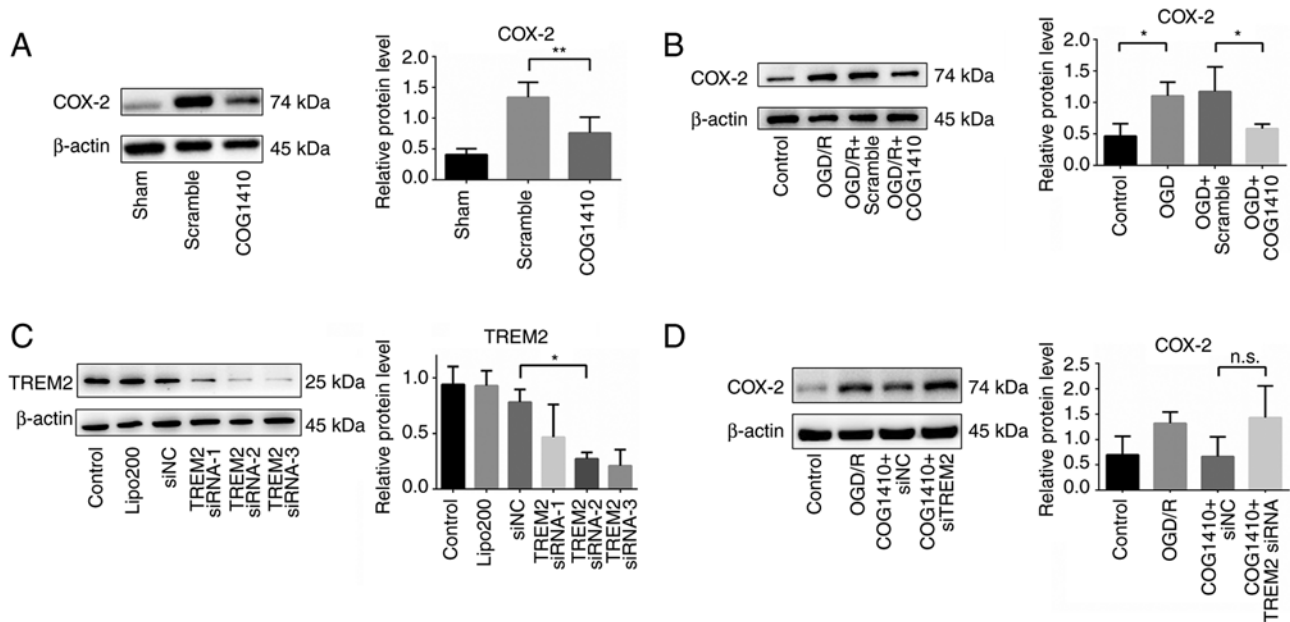 A
COX-2
74 kDa
β-actin
45 kDa
Sham
Scramble
COG1410
COX-2
Relative protein level
2.0
1.5
1.0
0.5
0.0
**
Sham
Scramble
COG1410
B
COX-2
74 kDa
β-actin
45 kDa
Control
OGD/R
OGD/R+
Scramble
OGD/R+
COG1410
COX-2
Relative protein level
2.0
1.5
1.0
0.5
0.0
*
*
Control
OGD
OGD+
Scramble
OGD+
COG1410
C
TREM2
25 kDa
β-actin
45 kDa
Control
Lipo200
siNC
TREM2
siRNA-1
TREM2
siRNA-2
TREM2
siRNA-3
TREM2
Relative protein level
1.0
0.5
0.0
*
Control
Lipo200
siNC
TREM2
siRNA-1
TREM2
siRNA-2
TREM2
siRNA-3
D
COX-2
74 kDa
β-actin
45 kDa
Control
OGD/R
COG1410+
siNC
COG1410+
siTREM2
COX-2
Relative protein level
2.5
2.0
1.5
1.0
0.5
0.0
n.s.
Control
OGD/R
COG1410+
siNC
COG1410+
TREM2 siRNA